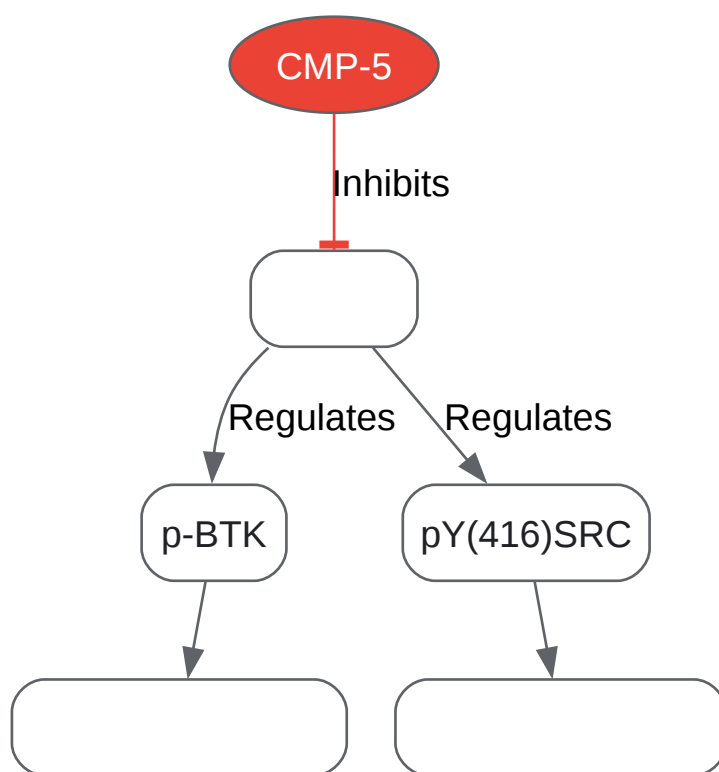 CMP-5
Inhibits
Regulates
Regulates
p-BTK
pY(416)SRC